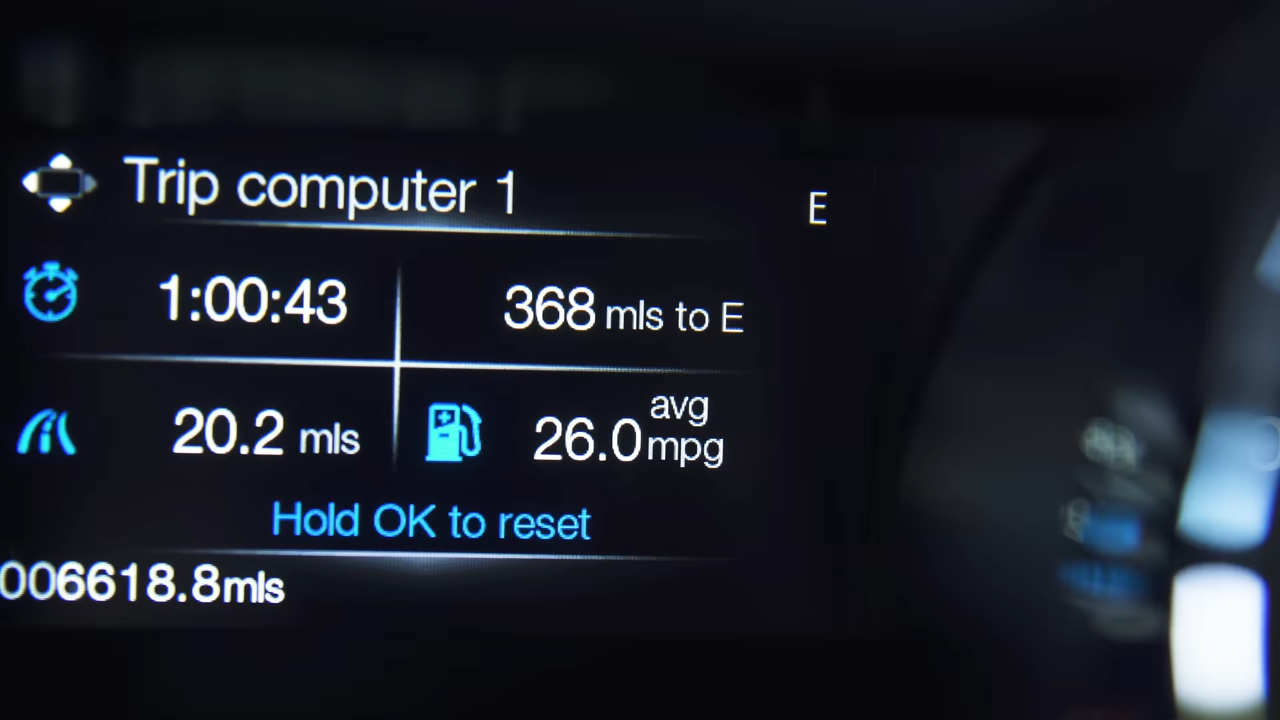 Trip computer 1
E
1:00:43
368 mls to E
20.2 mls
26.0 avg mpg
Hold OK to reset
006618.8mls